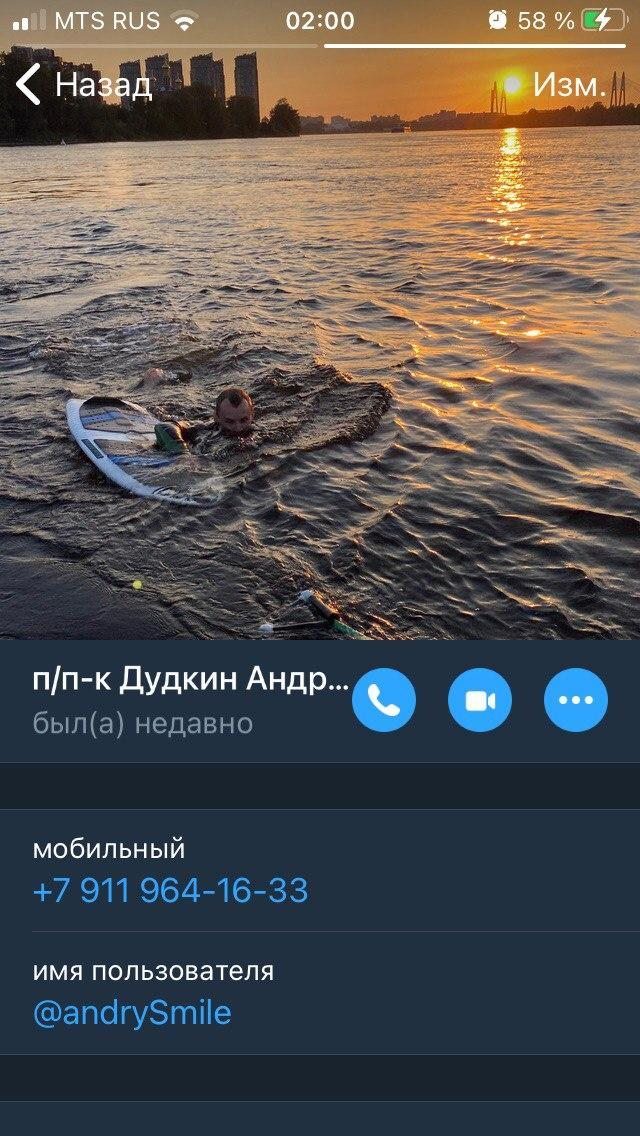 MTS RUS 02:00 58 %
Назад Изм.
п/п-к Дудкин Андр...
был(а) недавно
мобильный
+7 911 964-16-33
имя пользователя
@andrySmile